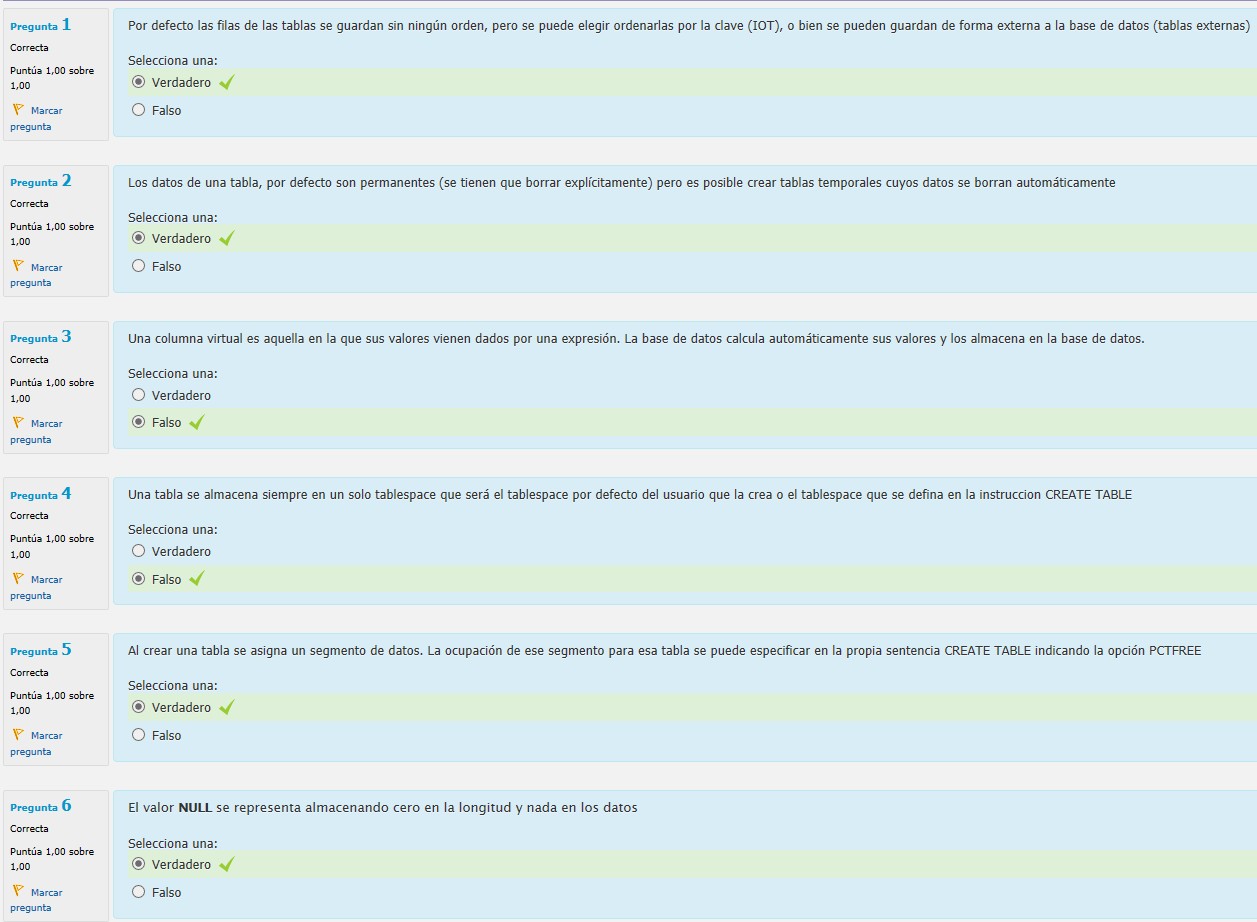 Pregunta 1
Correcta
Puntúa 1,00 sobre
1,00
Marcar
pregunta
Por defecto las filas de las tablas se guardan sin ningún orden, pero se puede elegir ordenarlas por la clave (IOT), o bien se pueden guardan de forma externa a la base de datos (tablas externas)
Selecciona una:
Verdadero
Falso
Pregunta 2
Correcta
Puntúa 1,00 sobre
1,00
Marcar
pregunta
Los datos de una tabla, por defecto son permanentes (se tienen que borrar explícitamente) pero es posible crear tablas temporales cuyos datos se borran automáticamente
Selecciona una:
Verdadero
Falso
Pregunta 3
Correcta
Puntúa 1,00 sobre
1,00
Marcar
pregunta
Una columna virtual es aquella en la que sus valores vienen dados por una expresión. La base de datos calcula automáticamente sus valores y los almacena en la base de datos.
Selecciona una:
Verdadero
Falso
Pregunta 4
Correcta
Puntúa 1,00 sobre
1,00
Marcar
pregunta
Una tabla se almacena siempre en un solo tablespace que será el tablespace por defecto del usuario que la crea o el tablespace que se defina en la instruccion CREATE TABLE
Selecciona una:
Verdadero
Falso
Pregunta 5
Correcta
Puntúa 1,00 sobre
1,00
Marcar
pregunta
Al crear una tabla se asigna un segmento de datos. La ocupación de ese segmento para esa tabla se puede especificar en la propia sentencia CREATE TABLE indicando la opción PCTFREE
Selecciona una:
Verdadero
Falso
Pregunta 6
Correcta
Puntúa 1,00 sobre
1,00
Marcar
pregunta
El valor NULL se representa almacenando cero en la longitud y nada en los datos
Selecciona una:
Verdadero
Falso